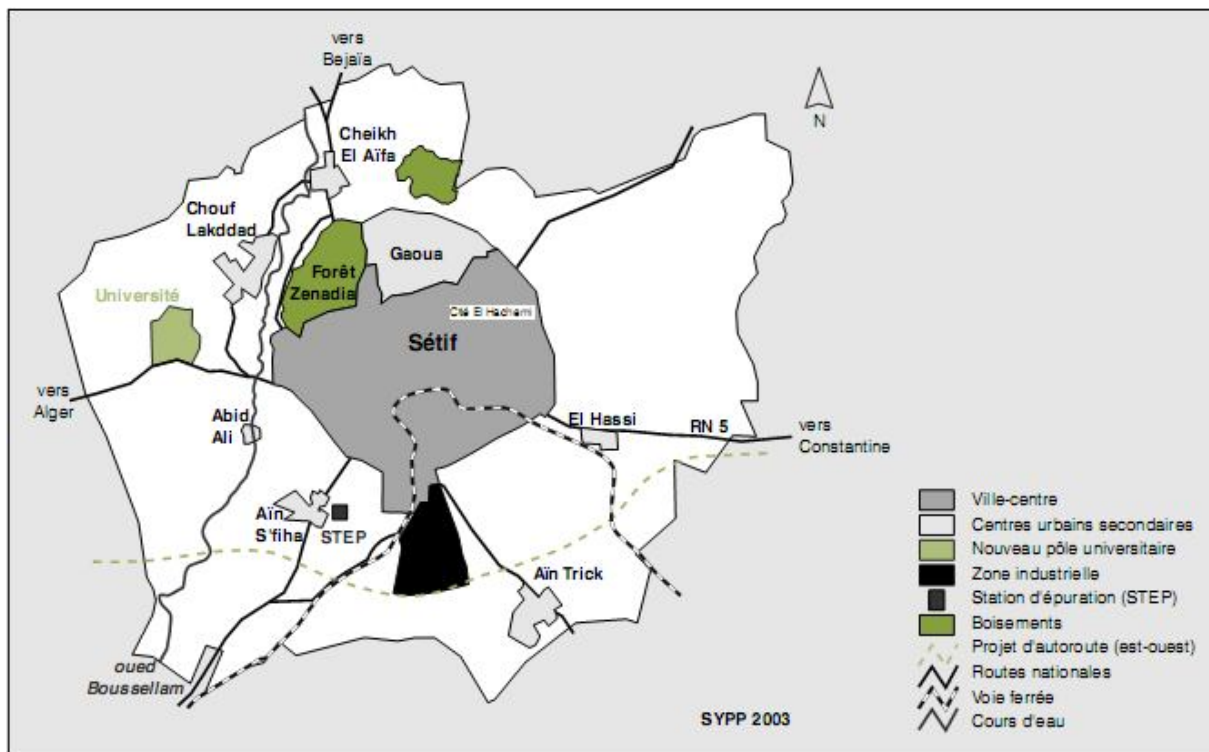 vers
Bejaïa
N
Cheikh
El Aïfa
Chouf
Lakddad
Gaoua
Forêt
Zenadia
Université
Cité El Hachemi
Sétif
vers
Alger
Abid
Ali
El Hassi
RN 5
vers
Constantine
Aïn
S'fiha
STEP
Aïn Trick
oued
Boussellam
SYPP 2003
Ville-centre
Centres urbains secondaires
Nouveau pôle universitaire
Zone industrielle
Station d'épuration (STEP)
Boisements
Projet d'autoroute (est-ouest)
Routes nationales
Voie ferrée
Cours d'eau